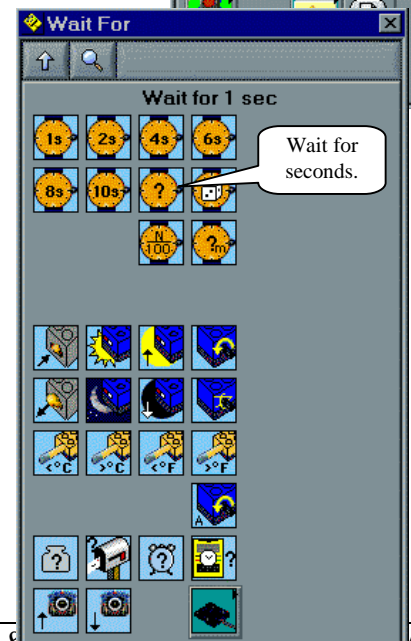 Wait For
Wait for 1 sec
1s 2s 4s 6s
Wait for
seconds.
8s 10s ?
N/100 ?m
<°C >°C <°F >°F
A
? ? ? ?